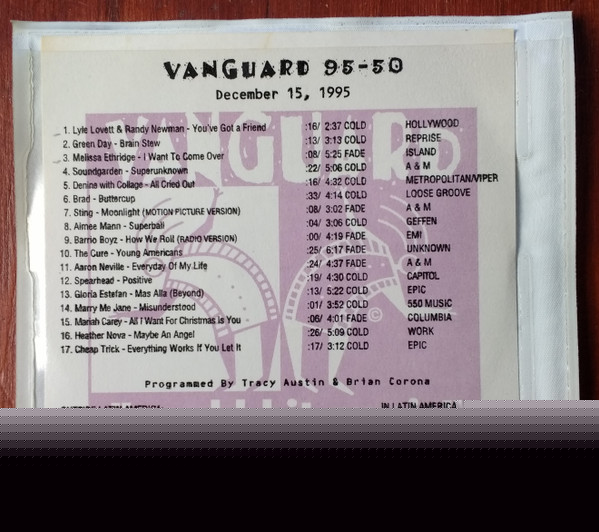 VANGUARD 95-50
December 15, 1995
1. Lyle Lovett & Randy Newman - You've Got a Friend :16/ 2:37 COLD HOLLYWOOD
2. Green Day - Brain Stew :13/ 3:13 COLD REPRISE
3. Melissa Ethridge - I Want To Come Over :08/ 5:25 FADE ISLAND
4. Soundgarden - Superunknown :22/ 5:06 COLD A & M
5. Denine with Collage - All Cried Out :16/ 4:32 COLD METROPOLITAN/VIPER
6. Brad - Buttercup :33/ 4:14 COLD LOOSE GROOVE
7. Sting - Moonlight (MOTION PICTURE VERSION) :08/ 3:02 FADE A & M
8. Aimee Mann - Superball :04/ 3:06 COLD GEFFEN
9. Barrio Boyz - How We Roll (RADIO VERSION) :00/ 4:19 FADE EMI
10. The Cure - Young Americans :25/ 6:17 FADE UNKNOWN
11. Aaron Neville - Everyday Of My Life :24/ 4:37 FADE A & M
12. Spearhead - Positive :19/ 4:30 COLD CAPITOL
13. Gloria Estefan - Mas Alla (Beyond) :13/ 5:22 COLD EPIC
14. Marry Me Jane - Misunderstood :01/ 3:52 COLD 550 MUSIC
15. Mariah Carey - All I Want For Christmas Is You :06/ 4:01 FADE COLUMBIA
16. Heather Nova - Maybe An Angel :26/ 5:09 COLD WORK
17. Cheap Trick - Everything Works If You Let It :17/ 3:12 COLD EPIC
VANGUARD
©
Programmed By Tracy Austin & Brian Corona
OUTSIDE LATIN AMERICA: IN LATIN AMERICA